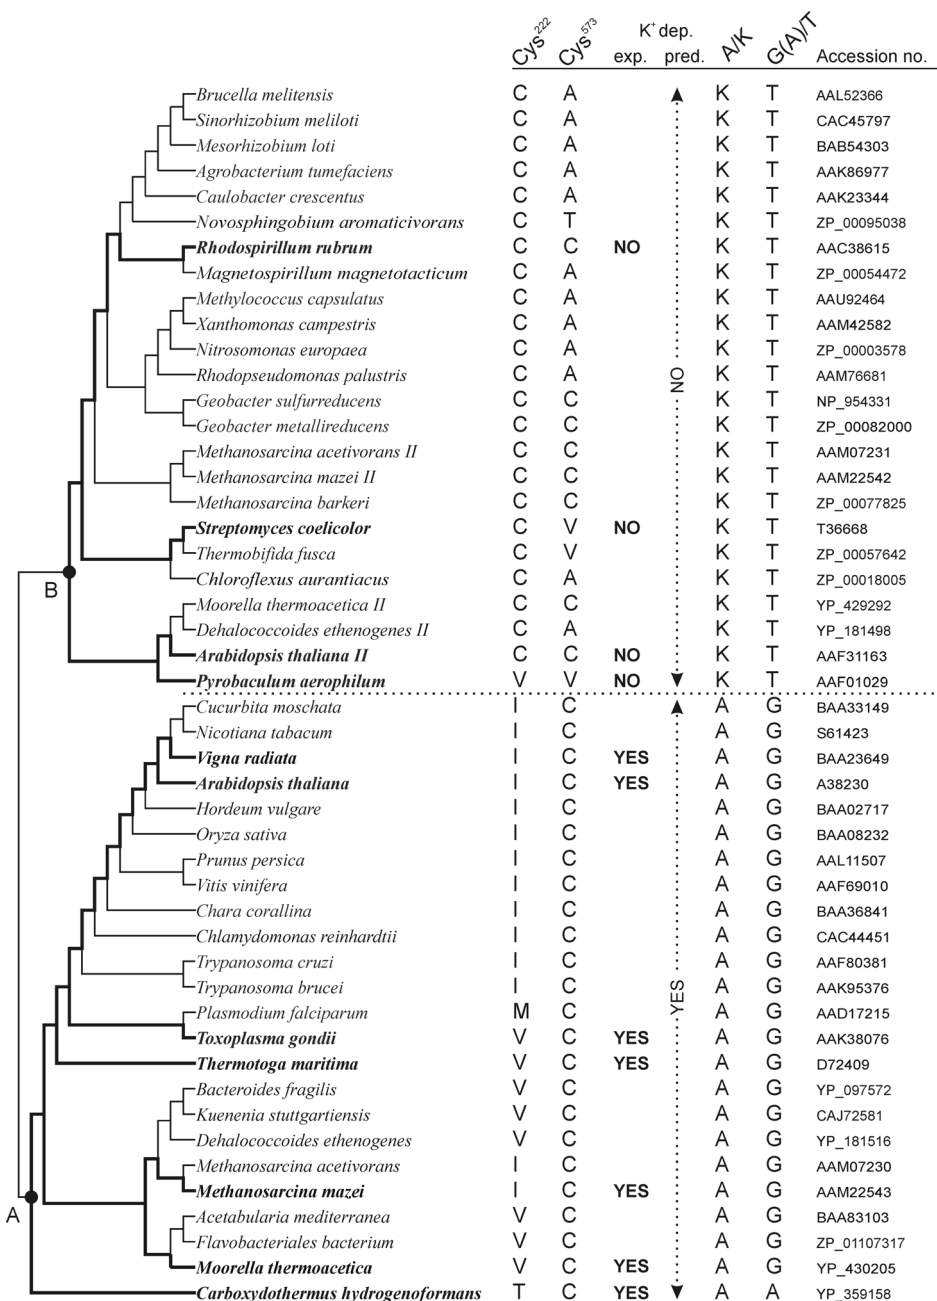 Cys222 Cys573 K+ dep. A/K G(A)/T
exp. pred. Accession no.
Brucella melitensis C A K T AAL52366
Sinorhizobium meliloti C A K T CAC45797
Mesorhizobium loti C A K T BAB54303
Agrobacterium tumefaciens C A K T AAK86977
Caulobacter crescentus C A K T AAK23344
Novosphingobium aromaticivorans C T K T ZP_00095038
Rhodospirillum rubrum C C NO K T AAC38615
Magnetospirillum magnetotacticum C A K T ZP_00054472
Methylococcus capsulatus C A K T AAU92464
Xanthomonas campestris C A K T AAM42582
Nitrosomonas europaea C A K T ZP_00003578
Rhodopseudomonas palustris C A NO K T AAM76681
Geobacter sulfurreducens C C K T NP_954331
Geobacter metallireducens C C K T ZP_00082000
Methanosarcina acetivorans II C C K T AAM07231
Methanosarcina mazei II C C K T AAM22542
Methanosarcina barkeri C C K T ZP_00077825
Streptomyces coelicolor C V NO K T T36668
Thermobifida fusca C V K T ZP_00057642
Chloroflexus aurantiacus C A K T ZP_00018005
B
Moorella thermoacetica II C C K T YP_429292
Dehalococcoides ethenogenes II C A K T YP_181498
Arabidopsis thaliana II C C NO K T AAF31163
Pyrobaculum aerophilum V V NO K T AAF01029
Cucurbita moschata I C A G BAA33149
Nicotiana tabacum I C A G S61423
Vigna radiata I C YES A G BAA23649
Arabidopsis thaliana I C YES A G A38230
Hordeum vulgare I C A G BAA02717
Oryza sativa I C A G BAA08232
Prunus persica I C A G AAL11507
Vitis vinifera I C A G AAF69010
Chara corallina I C A G BAA36841
Chlamydomonas reinhardtii I C A G CAC44451
Trypanosoma cruzi I C A G AAF80381
Trypanosoma brucei I C YES A G AAK95376
Plasmodium falciparum M C A G AAD17215
Toxoplasma gondii V C YES A G AAK38076
Thermotoga maritima V C YES A G D72409
Bacteroides fragilis V C A G YP_097572
Kuenenia stuttgartiensis V C A G CAJ72581
Dehalococcoides ethenogenes V C A G YP_181516
Methanosarcina acetivorans I C A G AAM07230
Methanosarcina mazei I C YES A G AAM22543
A
Acetabularia mediterranea V C A G BAA83103
Flavobacteriales bacterium V C A G ZP_01107317
Moorella thermoacetica V C YES A G YP_430205
Carboxydothermus hydrogenoformans T C YES A A YP_359158